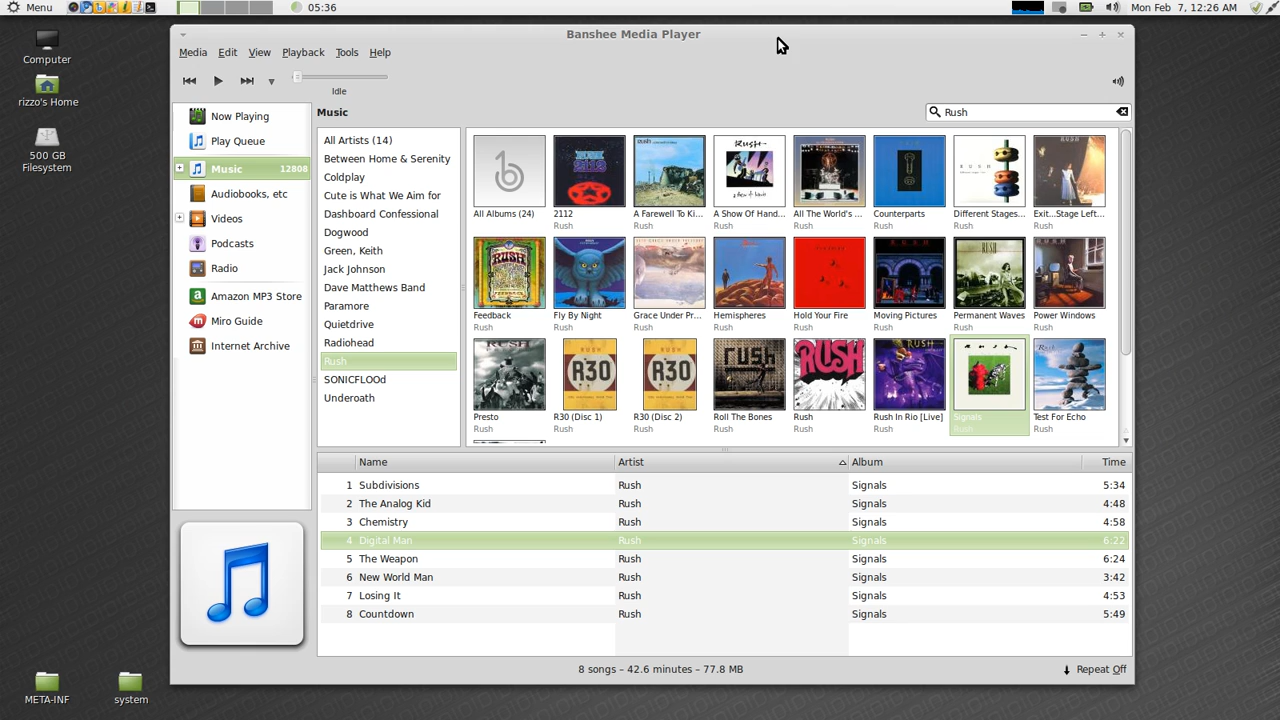 Menu
05:36
Mon Feb 7, 12:26 AM
Computer
rizzo's Home
500 GB
Filesystem
META-INF
system
Banshee Media Player
Media Edit View Playback Tools Help
Idle
Now Playing
Play Queue
Music 12808
Audiobooks, etc
Videos
Podcasts
Radio
Amazon MP3 Store
Miro Guide
Internet Archive
Music
Rush
All Artists (14)
Between Home & Serenity
Coldplay
Cute is What We Aim for
Dashboard Confessional
Dogwood
Green, Keith
Jack Johnson
Dave Matthews Band
Paramore
Quietdrive
Radiohead
Rush
SONICFLOOd
Underoath
All Albums (24)
2112
Rush
A Farewell To Ki...
Rush
A Show Of Hand...
Rush
All The World's ...
Rush
Counterparts
Rush
Different Stages...
Rush
Exit...Stage Left...
Rush
Feedback
Rush
Fly By Night
Rush
Grace Under Pr...
Rush
Hemispheres
Rush
Hold Your Fire
Rush
Moving Pictures
Rush
Permanent Waves
Rush
Power Windows
Rush
Presto
Rush
R30 (Disc 1)
Rush
R30 (Disc 2)
Rush
Roll The Bones
Rush
Rush
Rush
Rush In Rio [Live]
Rush
Signals
Rush
Test For Echo
Rush
Name Artist Album Time
1 Subdivisions Rush Signals 5:34
2 The Analog Kid Rush Signals 4:48
3 Chemistry Rush Signals 4:58
4 Digital Man Rush Signals 6:22
5 The Weapon Rush Signals 6:24
6 New World Man Rush Signals 3:42
7 Losing It Rush Signals 4:53
8 Countdown Rush Signals 5:49
8 songs – 42.6 minutes – 77.8 MB
Repeat Off